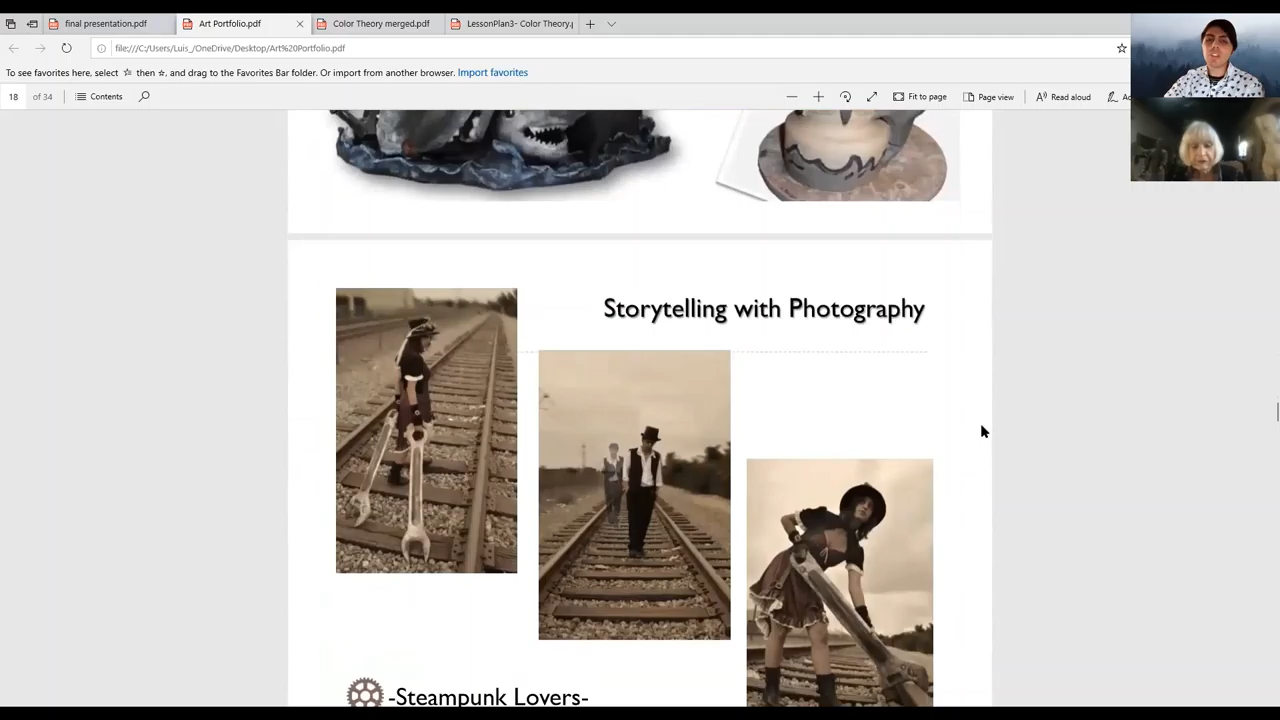 final presentation.pdf
Art Portfolio.pdf
Color Theory merged.pdf
LessonPlan3- Color Theory.p
file:///C:/Users/Luis_/OneDrive/Desktop/Art%20Portfolio.pdf
To see favorites here, select ☆ then ☆, and drag to the Favorites Bar folder. Or import from another browser. Import favorites
18 of 34 Contents Fit to page Page view Read aloud
Storytelling with Photography
-Steampunk Lovers-